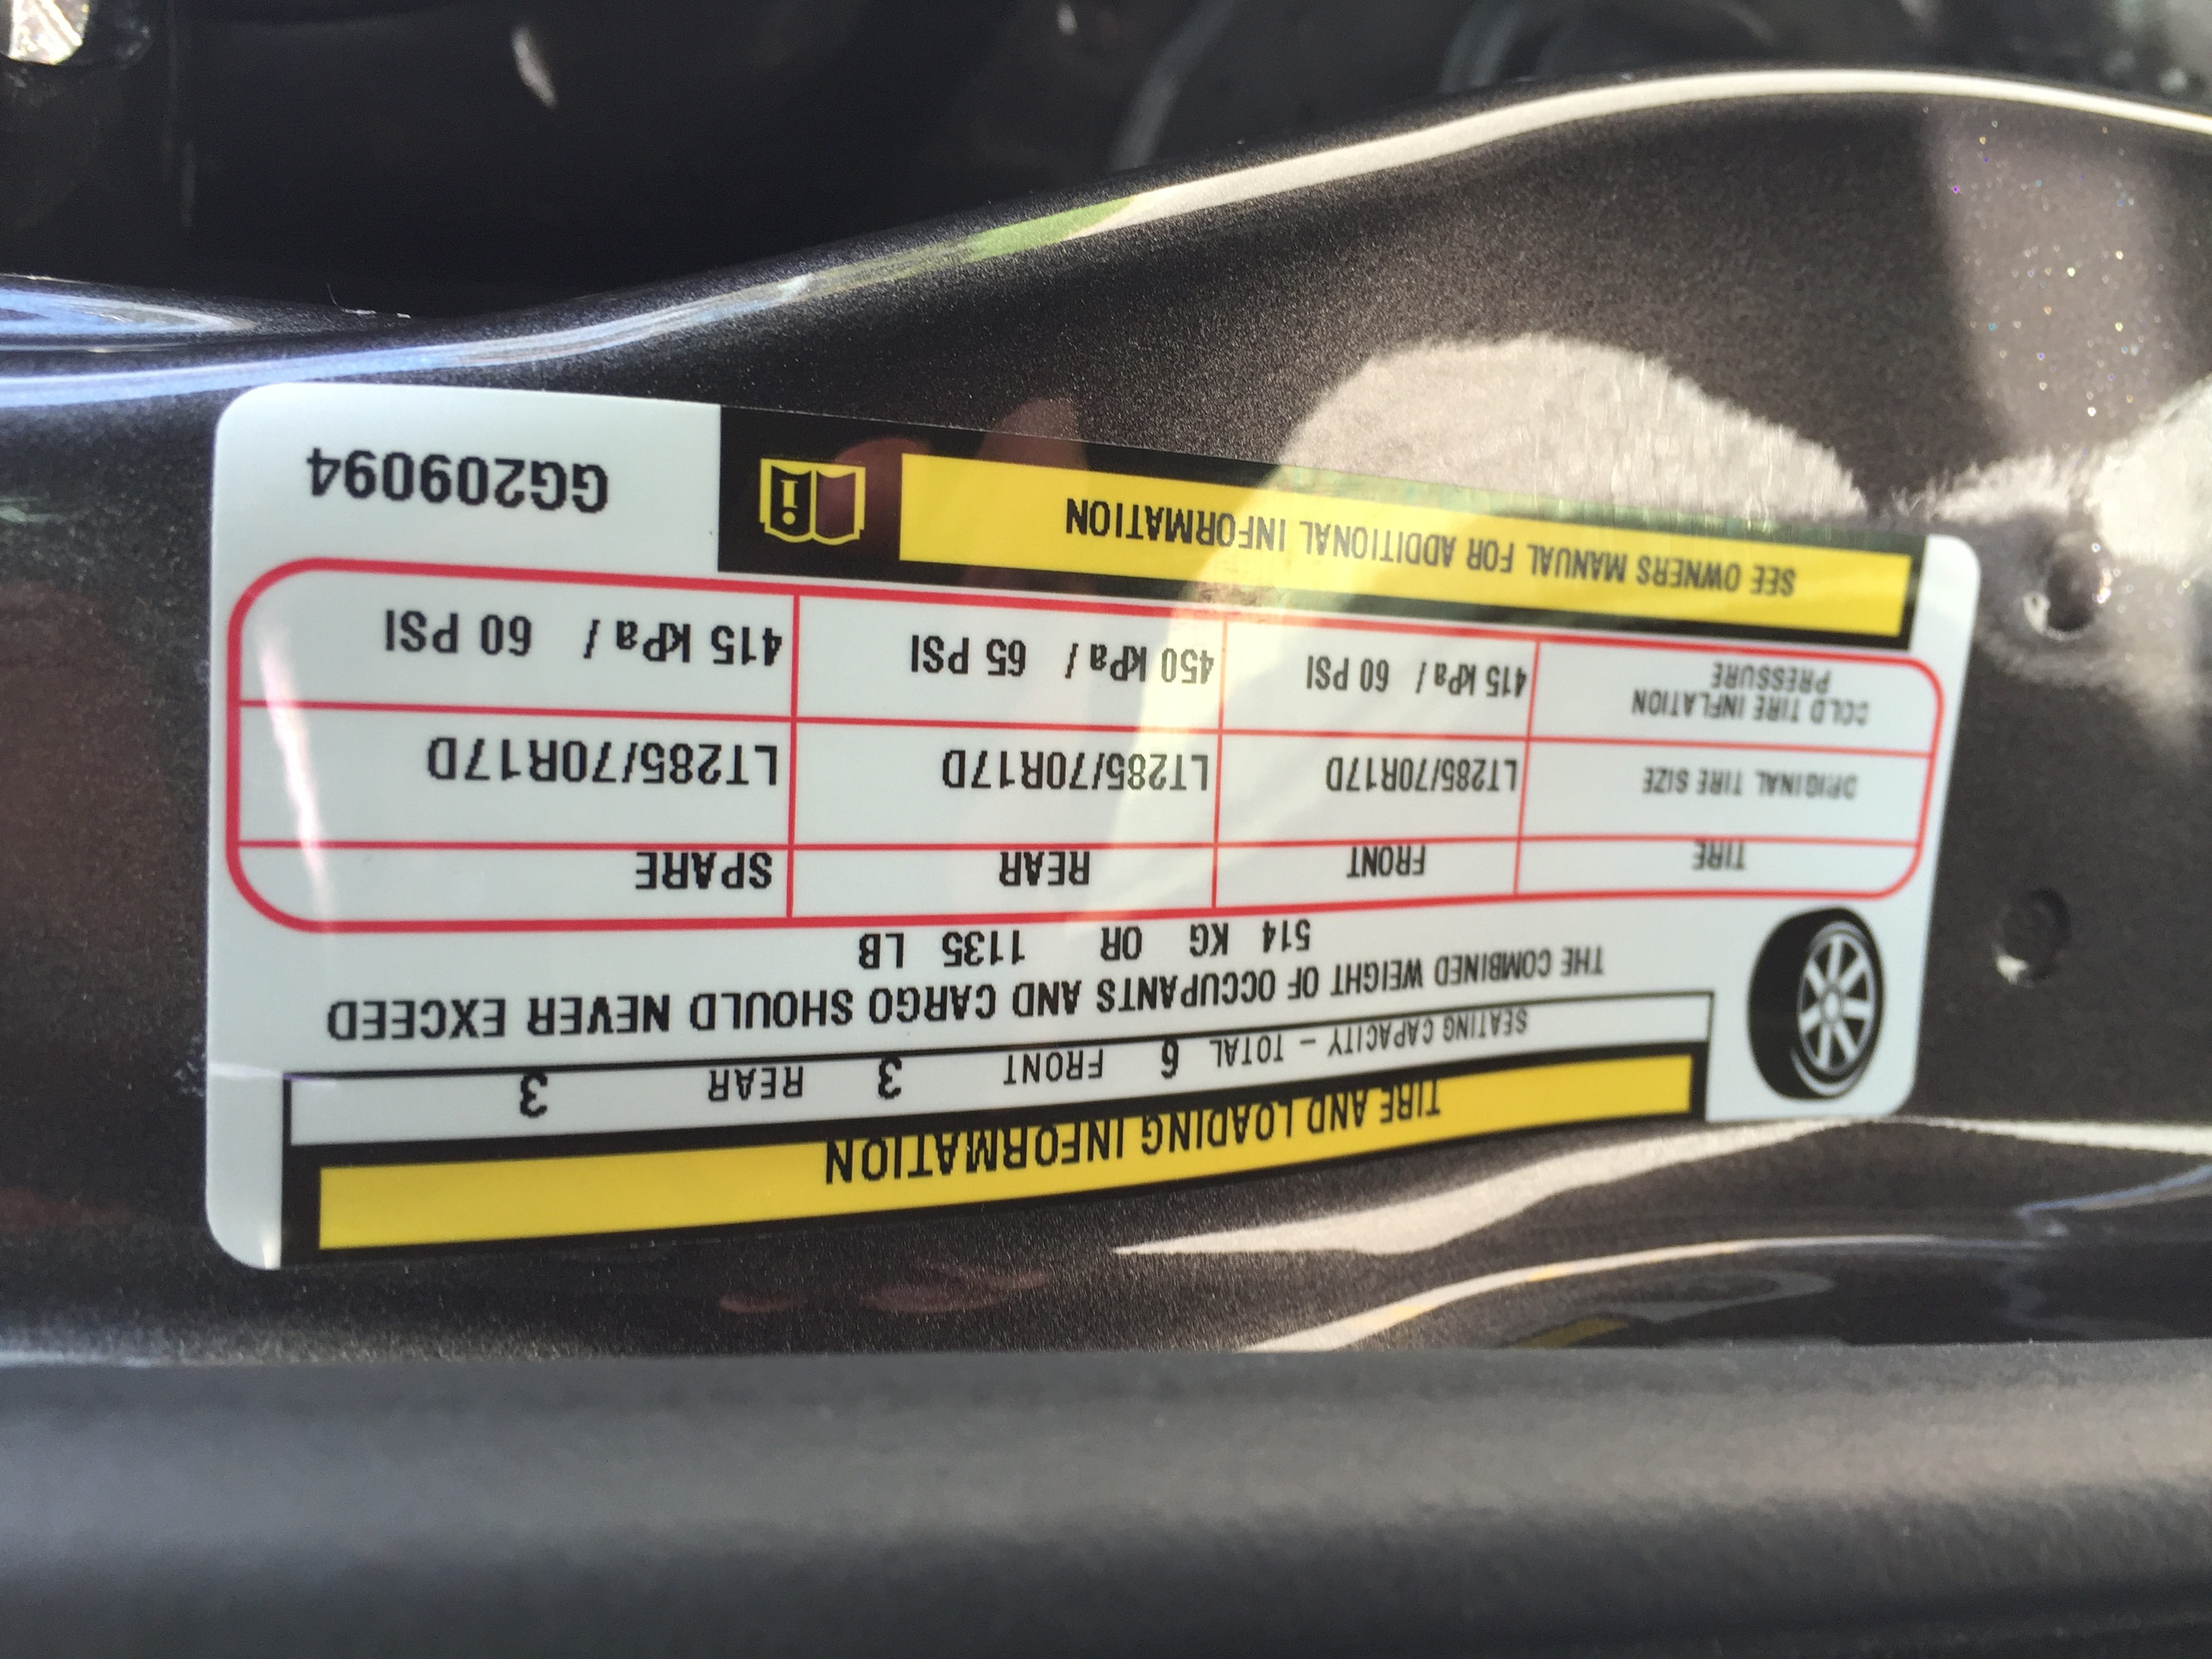 TIRE AND LOADING INFORMATION
SEATING CAPACITY – TOTAL 6 FRONT 3 REAR 3
THE COMBINED WEIGHT OF OCCUPANTS AND CARGO SHOULD NEVER EXCEED
514 KG OR 1135 LB
TIRE FRONT REAR SPARE
ORIGINAL TIRE SIZE LT285/70R17D LT285/70R17D LT285/70R17D
COLD TIRE INFLATION
PRESSURE 415 kPa / 60 PSI 450 kPa / 65 PSI 415 kPa / 60 PSI
SEE OWNERS MANUAL FOR ADDITIONAL INFORMATION
GG209094